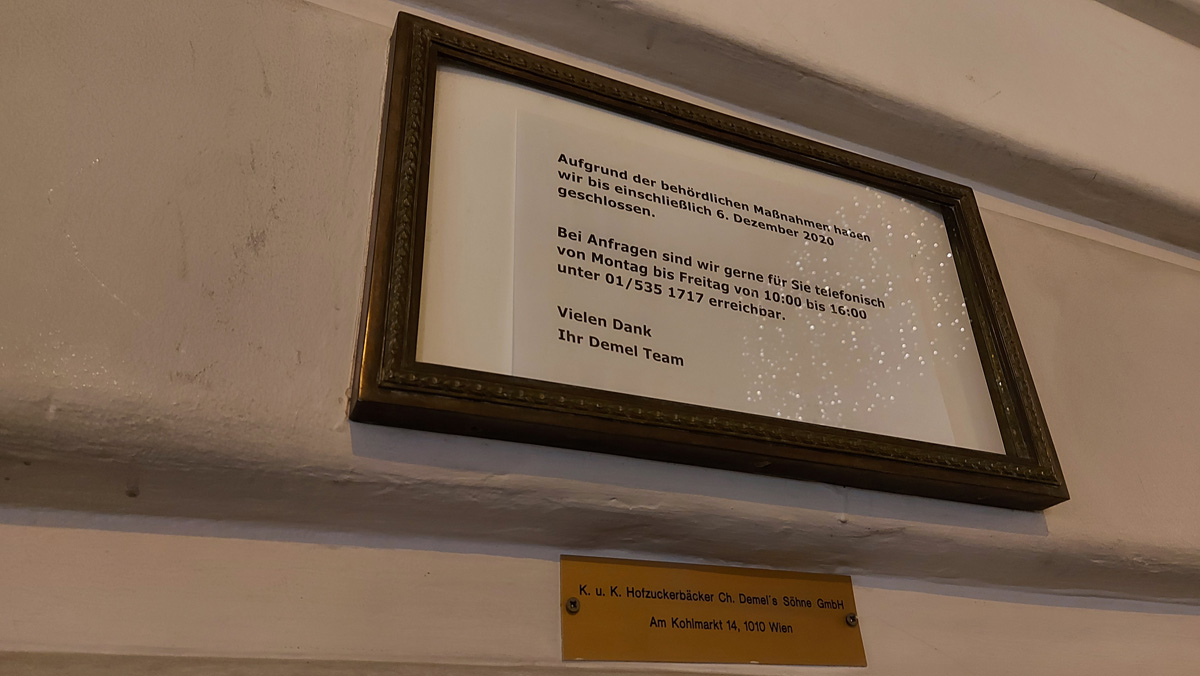 Aufgrund der behördlichen Maßnahmen haben
wir bis einschließlich 6. Dezember 2020
geschlossen.
Bei Anfragen sind wir gerne für Sie telefonisch
von Montag bis Freitag von 10:00 bis 16:00
unter 01/535 1717 erreichbar.
Vielen Dank
Ihr Demel Team
K. u. K. Hofzuckerbäcker Ch. Demel's Söhne GmbH
Am Kohlmarkt 14, 1010 Wien